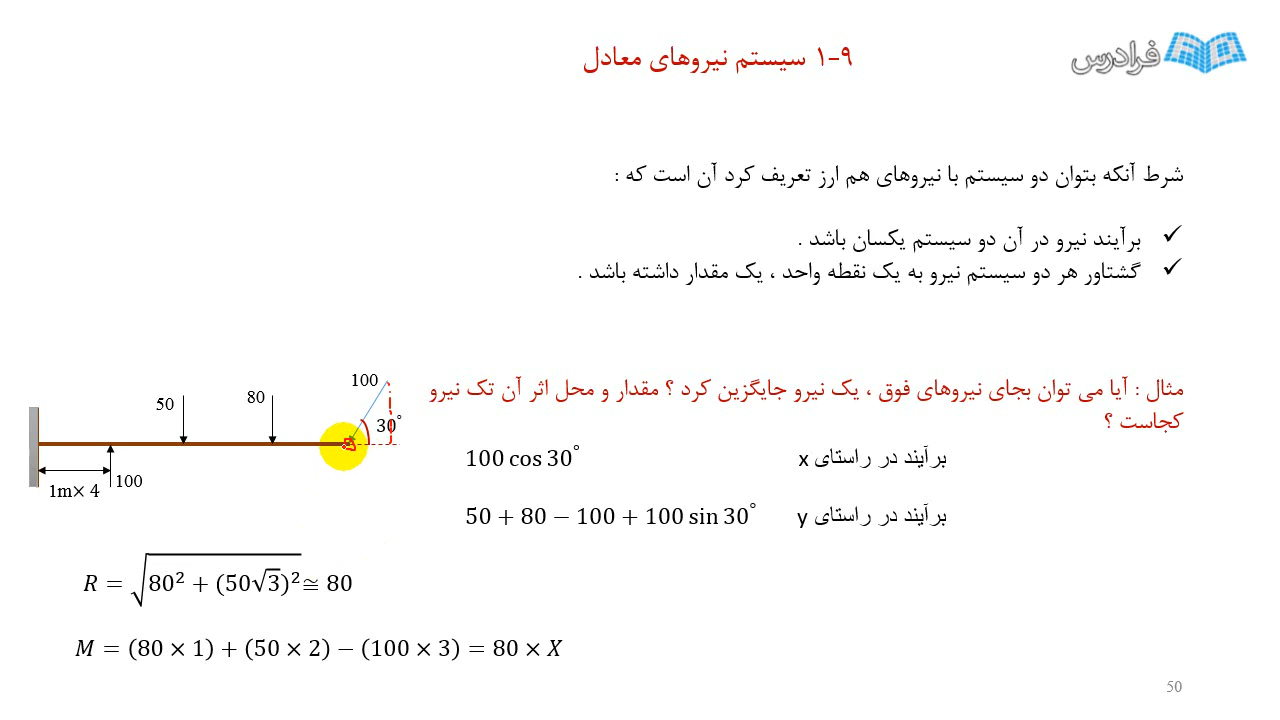 فرادرس
۱-۹ سیستم نیروهای معادل
شرط آنکه بتوان دو سیستم با نیروهای هم ارز تعریف کرد آن است که :
✓ برآیند نیرو در آن دو سیستم یکسان باشد .
✓ گشتاور هر دو سیستم نیرو به یک نقطه واحد ، یک مقدار داشته باشد .
مثال : آیا می توان بجای نیروهای فوق ، یک نیرو جایگزین کرد ؟ مقدار و محل اثر آن تک نیرو
کجاست ؟
100
50
80
30°
1m× 4
100
برآیند در راستای x 100 cos 30°
برآیند در راستای y 50 + 80 − 100 + 100 sin 30°
R = √80² + (50√3)² ≅ 80
M = (80 × 1) + (50 × 2) − (100 × 3) = 80 × X
50